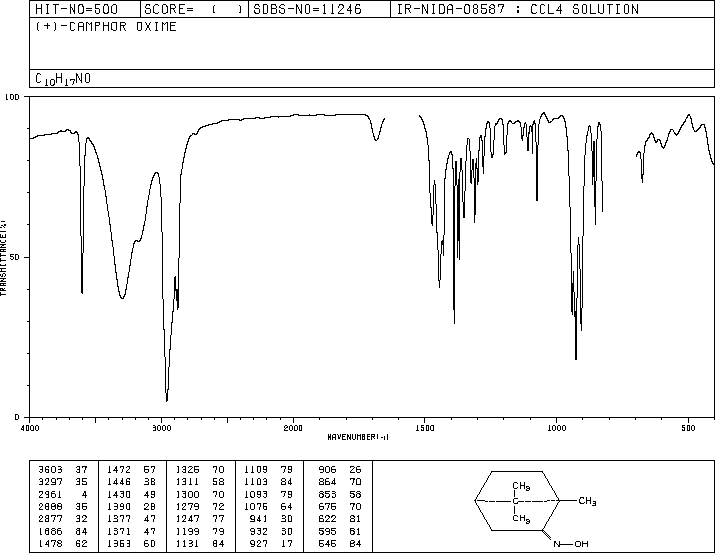 HIT-NO=500 SCORE= ( ) SDBS-NO=11246 IR-NIDA-08587 : CCL4 SOLUTION
(+)-CAMPHOR OXIME
C10H17NO
100
TRANSMITTANCE(%)
50
0
4000 3000 2000 1500 1000 500
WAVENUMBER(-1)
3603 37 1472 57 1326 70 1109 79 906 26
3297 35 1446 38 1311 58 1103 84 864 70
2961 4 1430 49 1300 70 1093 79 853 58
2888 36 1390 28 1279 72 1076 64 676 70
2877 32 1377 47 1247 77 941 30 622 81
1686 84 1371 47 1199 79 932 30 595 81
1478 62 1363 60 1131 84 927 17 546 84
CH3
C
CH3
CH3
N-OH